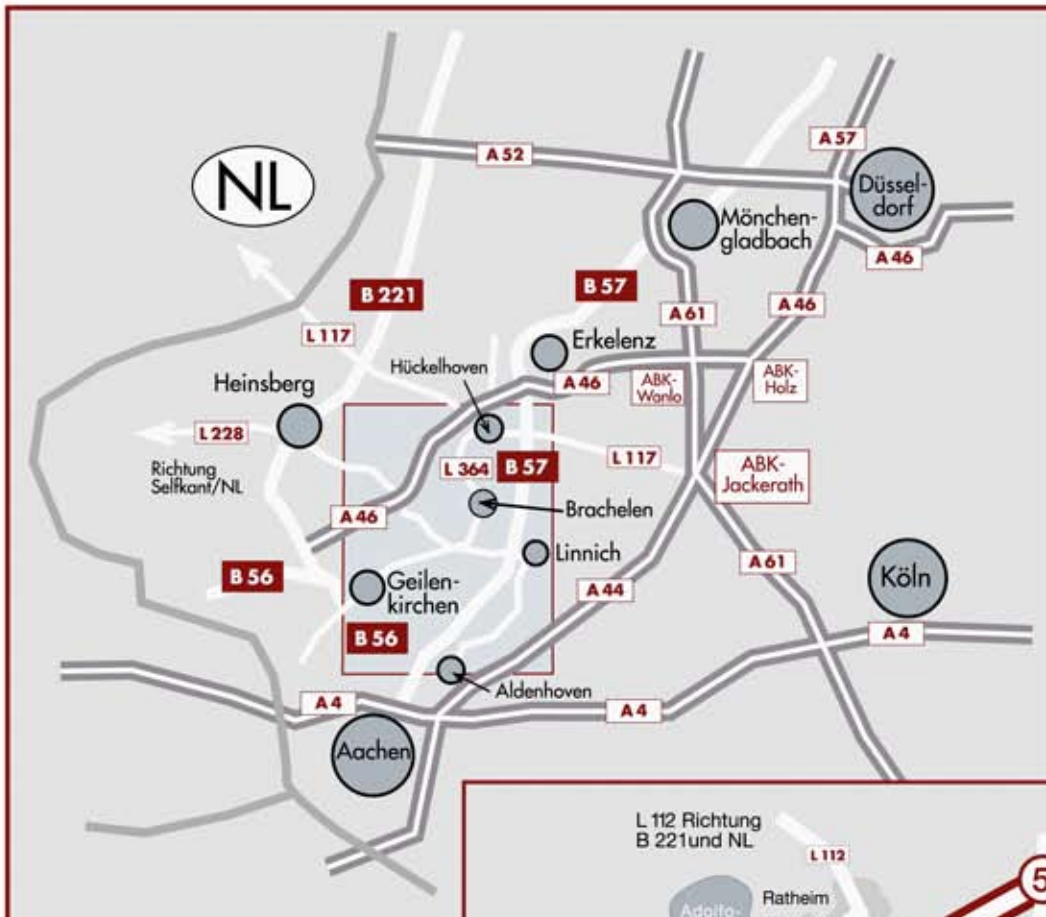 A 52
A 57
NL
Düssel-
dorf
Mönchen-
gladbach
A 46
B 221
B 57
A 46
A 61
L 117
Erkelenz
Hückelhoven
A 46
ABK-
Wanlo
ABK-
Holz
Heinsberg
L 228
L 364
B 57
L 117
ABK-
Jackerath
Richtung
Selfkant/NL
A 46
Brachelen
Linnich
B 56
Geilen-
kirchen
A 44
A 61
Köln
B 56
A 4
Aldenhoven
A 4
A 4
Aachen
L 112 Richtung
B 221und NL
L 112
5
Ratheim
Adolfo-